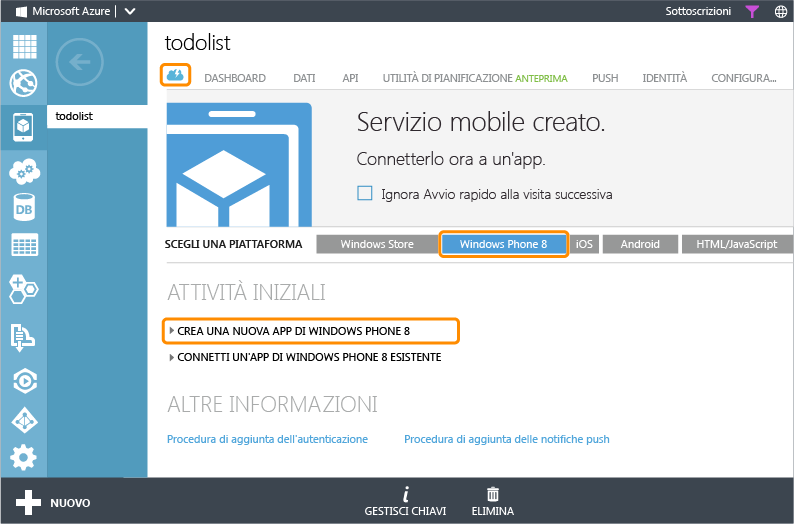 Microsoft Azure
Sottoscrizioni
todolist
DASHBOARD DATI API UTILITÀ DI PIANIFICAZIONE ANTEPRIMA PUSH IDENTITÀ CONFIGURA...
todolist
Servizio mobile creato.
Connetterlo ora a un'app.
Ignora Avvio rapido alla visita successiva
DB
SCEGLI UNA PIATTAFORMA Windows Store Windows Phone 8 iOS Android HTML/JavaScript
ATTIVITÀ INIZIALI
CREA UNA NUOVA APP DI WINDOWS PHONE 8
CONNETTI UN'APP DI WINDOWS PHONE 8 ESISTENTE
ALTRE INFORMAZIONI
Procedura di aggiunta dell'autenticazione Procedura di aggiunta delle notifiche push
NUOVO
GESTISCI CHIAVI
ELIMINA